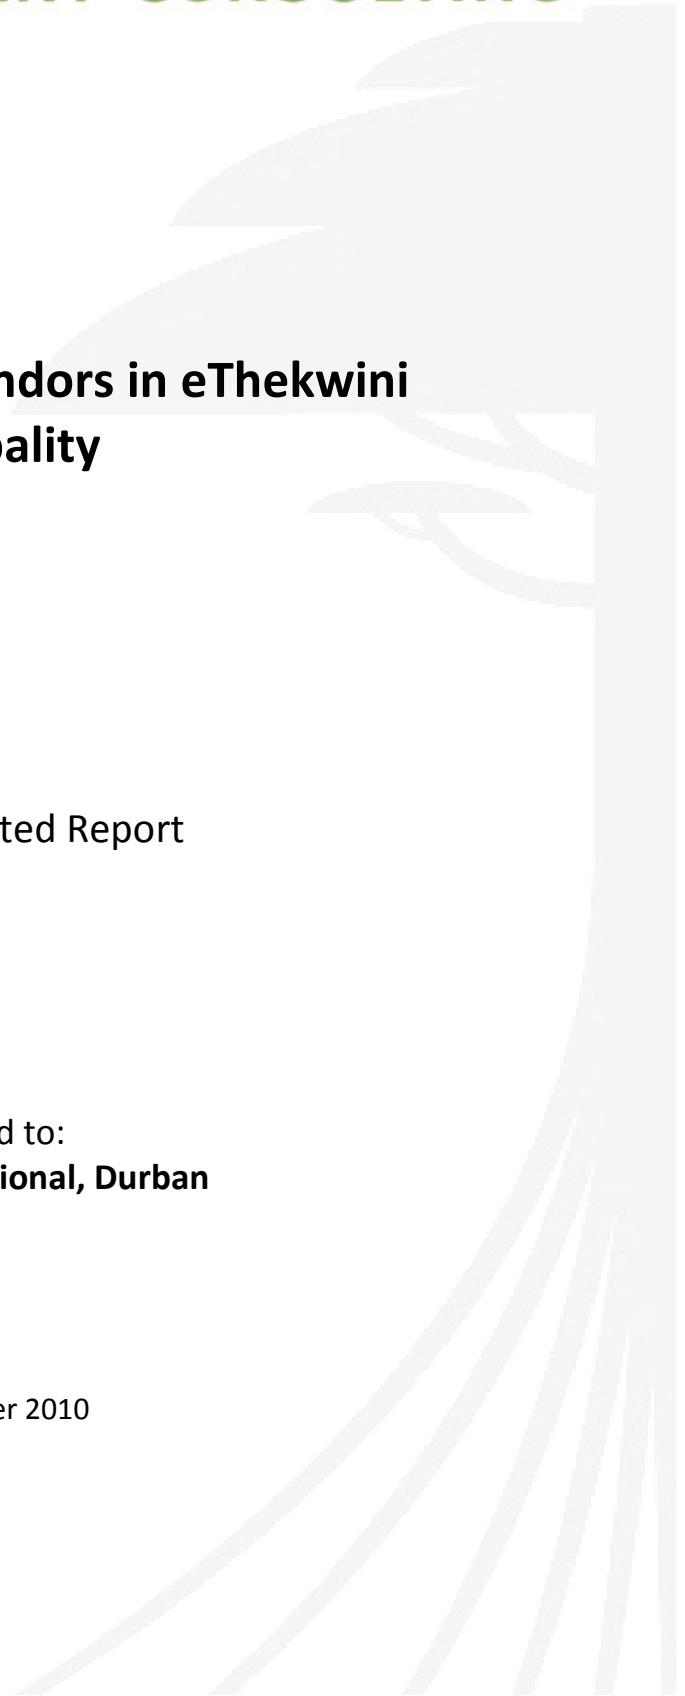 ndors in eThekwini
pality
ted Report
d to:
ional, Durban
er 2010